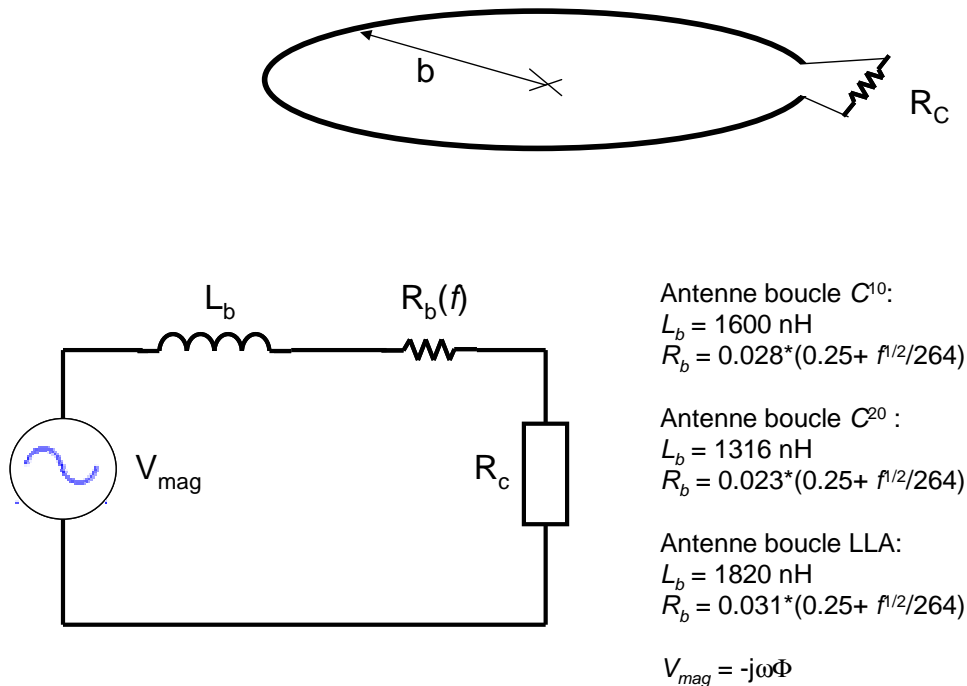 b
R_C
L_b
R_b(f)
V_mag
R_c
Antenne boucle C^10:
L_b = 1600 nH
R_b = 0.028*(0.25+ f^1/2/264)
Antenne boucle C^20 :
L_b = 1316 nH
R_b = 0.023*(0.25+ f^1/2/264)
Antenne boucle LLA:
L_b = 1820 nH
R_b = 0.031*(0.25+ f^1/2/264)
V_mag = -jωΦ